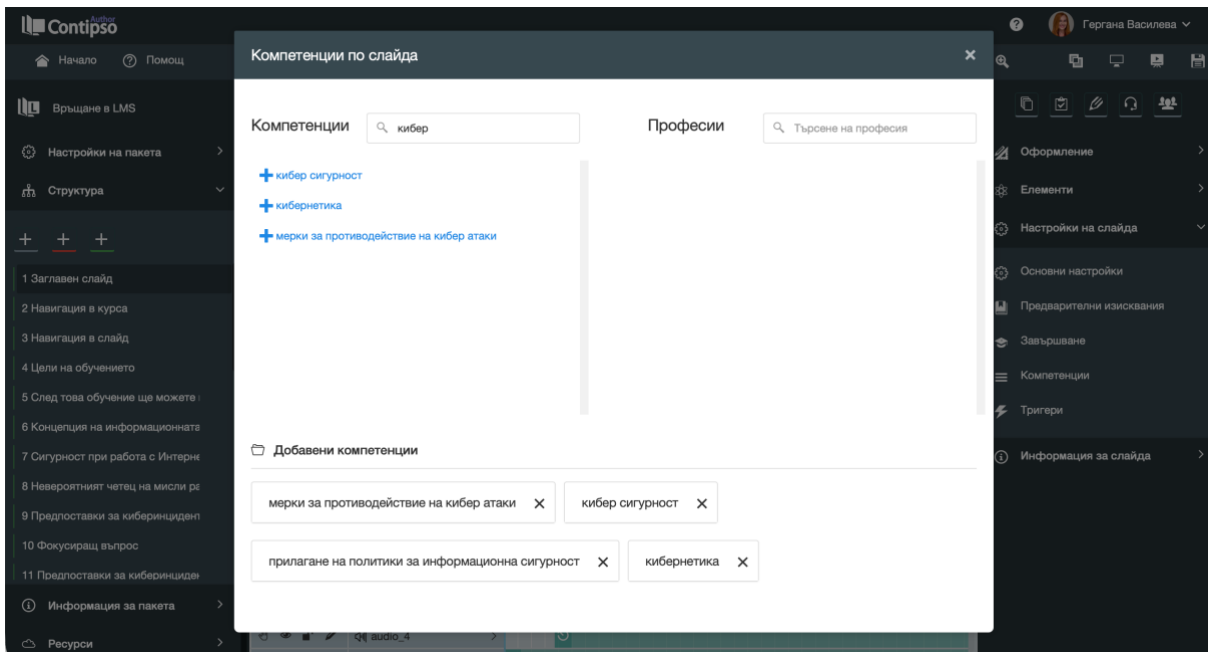 Contipso
Author
Гергана Василева
Начало
Помощ
Връщане в LMS
Настройки на пакета
Структура
1 Заглавен слайд
2 Навигация в курса
3 Навигация в слайд
4 Цели на обучението
5 След това обучение ще можете
6 Концепция на информационната
7 Сигурност при работа с Интерне
8 Невероятният четец на мисли ра
9 Предпоставки за киберинцидент
10 Фокусиращ въпрос
11 Предпоставки за киберинциден
Информация за пакета
Ресурси
Компетенции по слайда
Компетенции
кибер
Професии
Търсене на професия
кибер сигурност
кибернетика
мерки за противодействие на кибер атаки
Добавени компетенции
мерки за противодействие на кибер атаки
кибер сигурност
прилагане на политики за информационна сигурност
кибернетика
audio_4
Оформление
Елементи
Настройки на слайда
Основни настройки
Предварителни изисквания
Завършване
Компетенции
Тригери
Информация за слайда